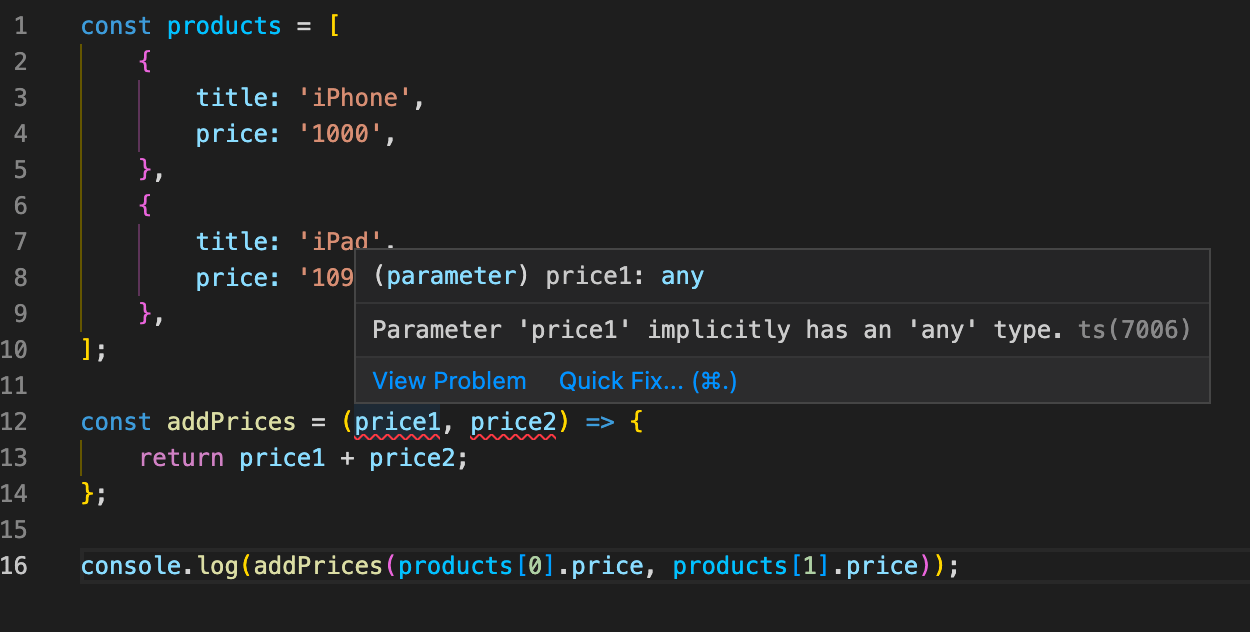 1 const products = [
2 {
3 title: 'iPhone',
4 price: '1000',
5 },
6 {
7 title: 'iPad',
8 price: '109
9 },
10 ];
11
12 const addPrices = (price1, price2) => {
13 return price1 + price2;
14 };
15
16 console.log(addPrices(products[0].price, products[1].price));
(parameter) price1: any
Parameter 'price1' implicitly has an 'any' type. ts(7006)
View Problem Quick Fix... (⌘.)